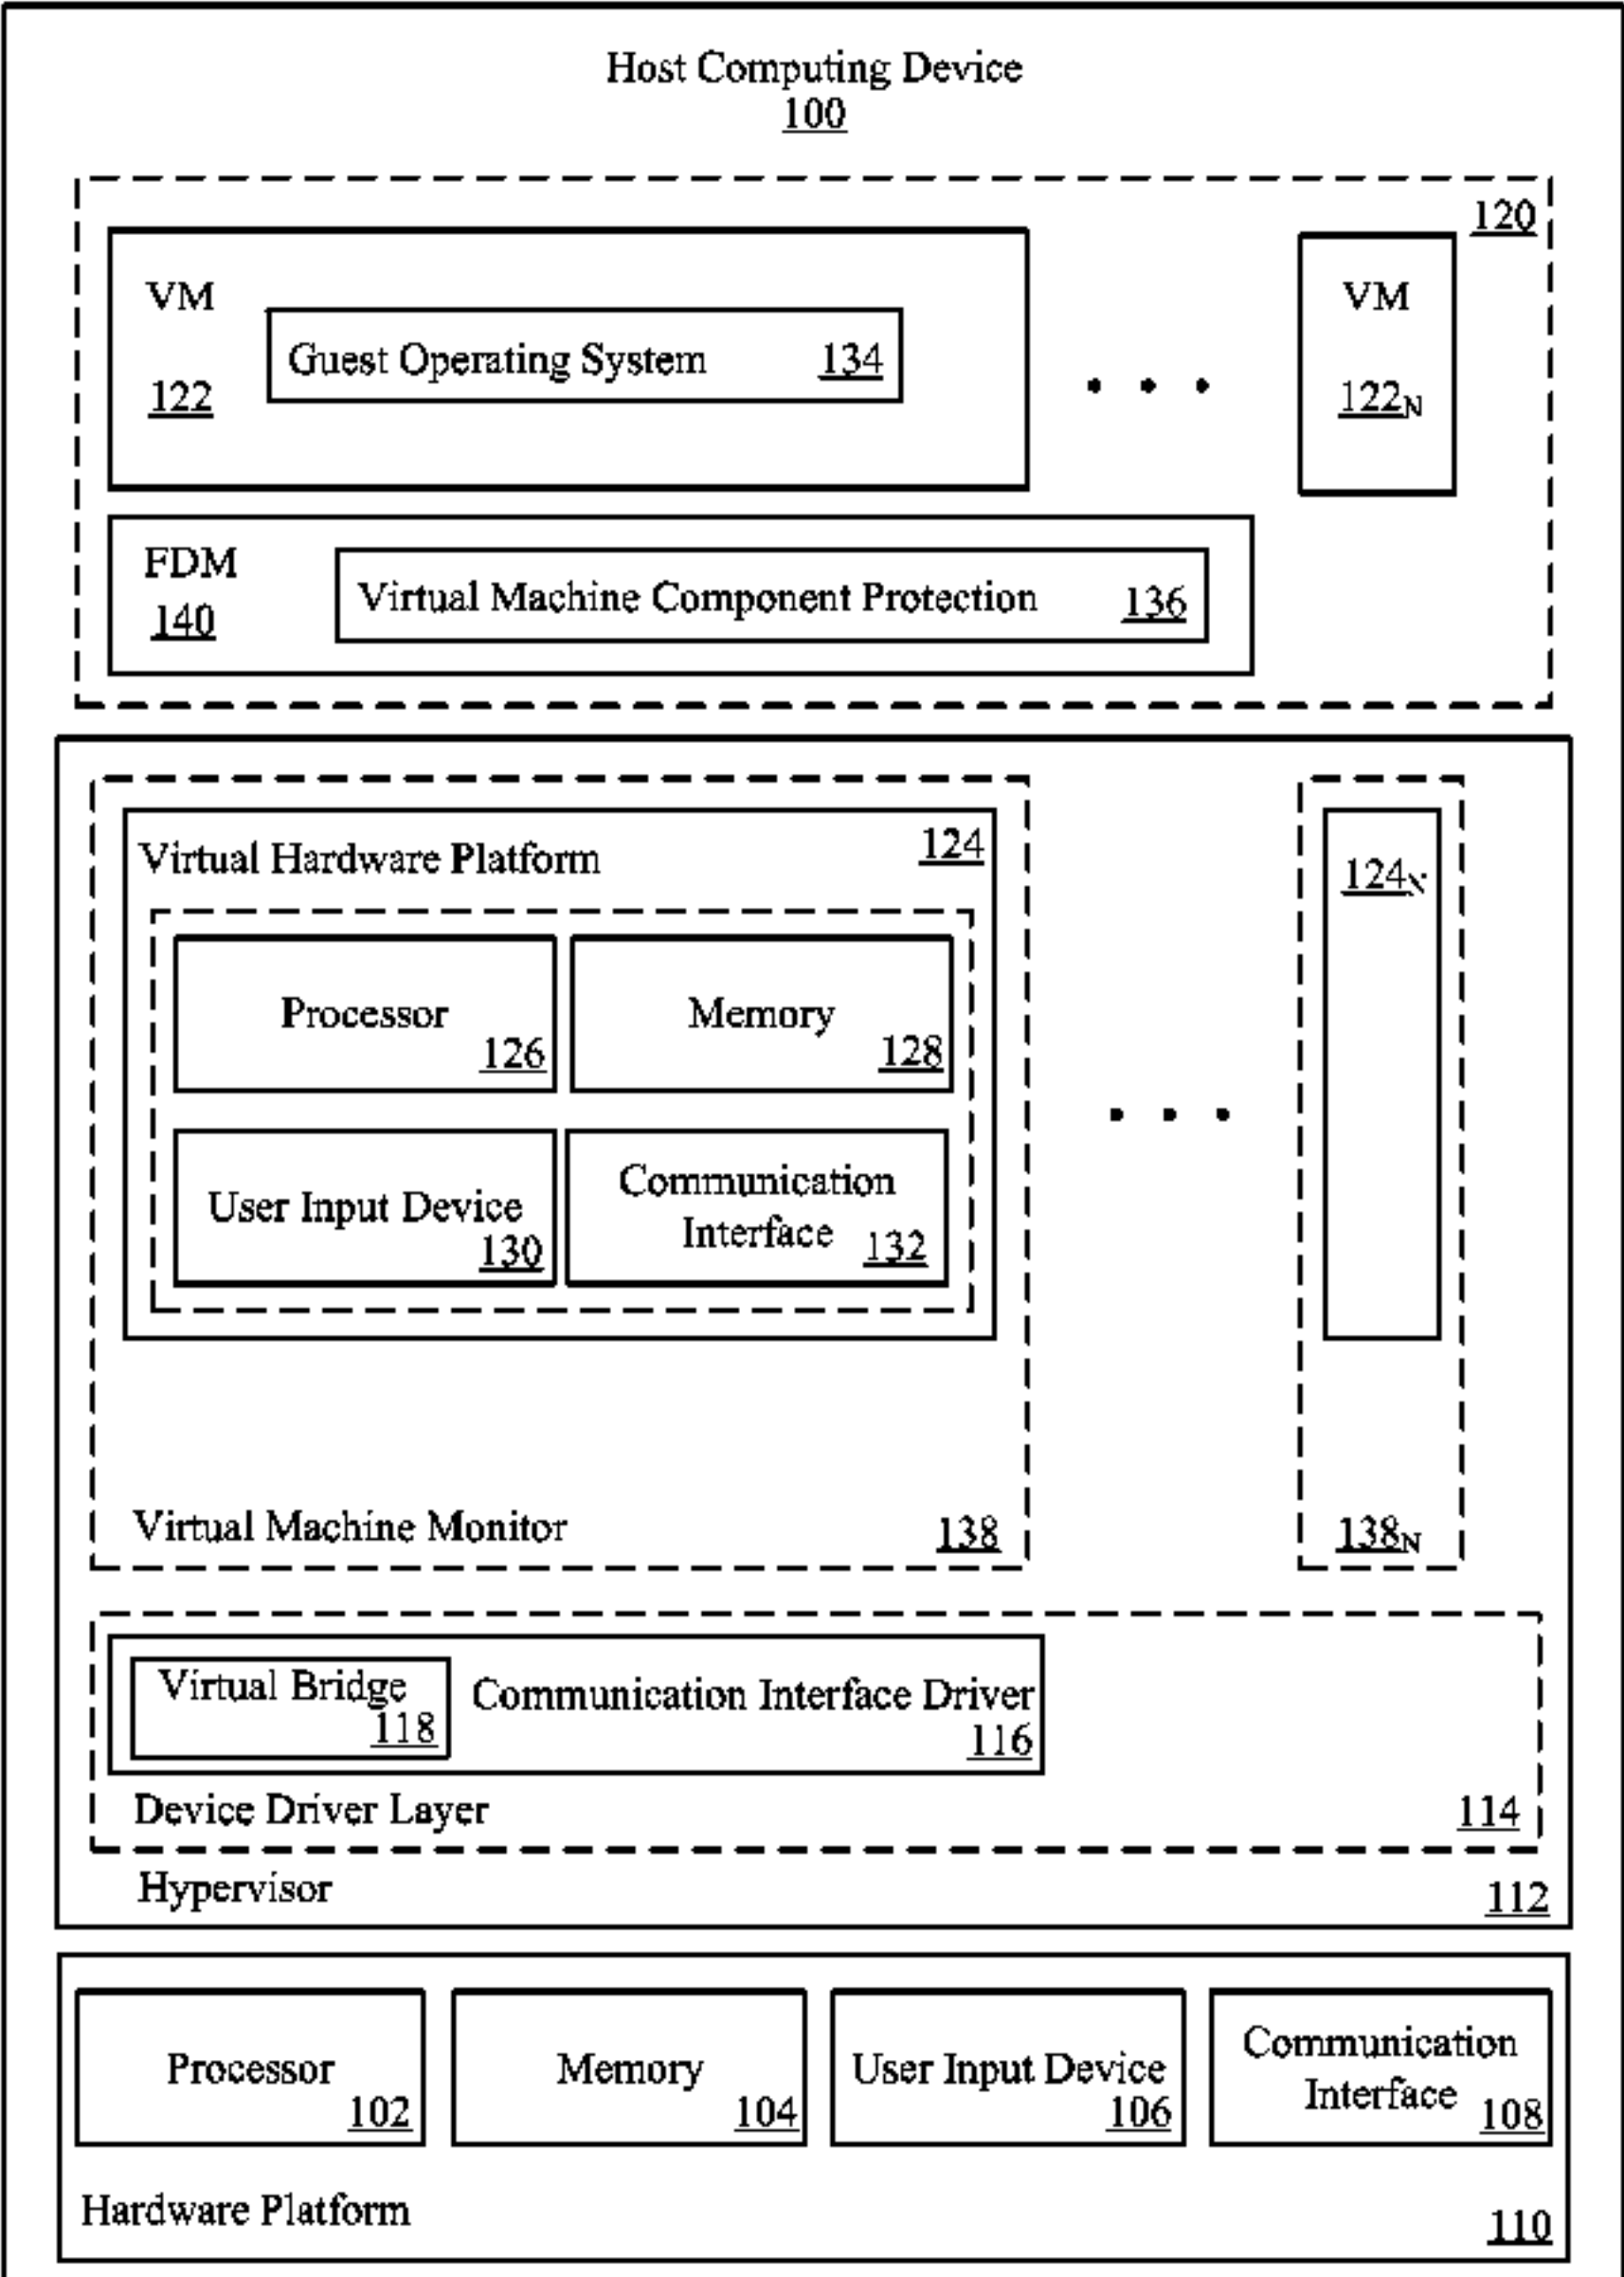 Host Computing Device
100
120
VM
122
Guest Operating System 134
VM
122N
FDM
140
Virtual Machine Component Protection 136
Virtual Hardware Platform 124
124N
Processor
126
Memory
128
User Input Device
130
Communication
Interface 132
Virtual Machine Monitor 138
138N
Virtual Bridge
118
Communication Interface Driver
116
Device Driver Layer 114
Hypervisor 112
Processor
102
Memory
104
User Input Device
106
Communication
Interface 108
Hardware Platform 110